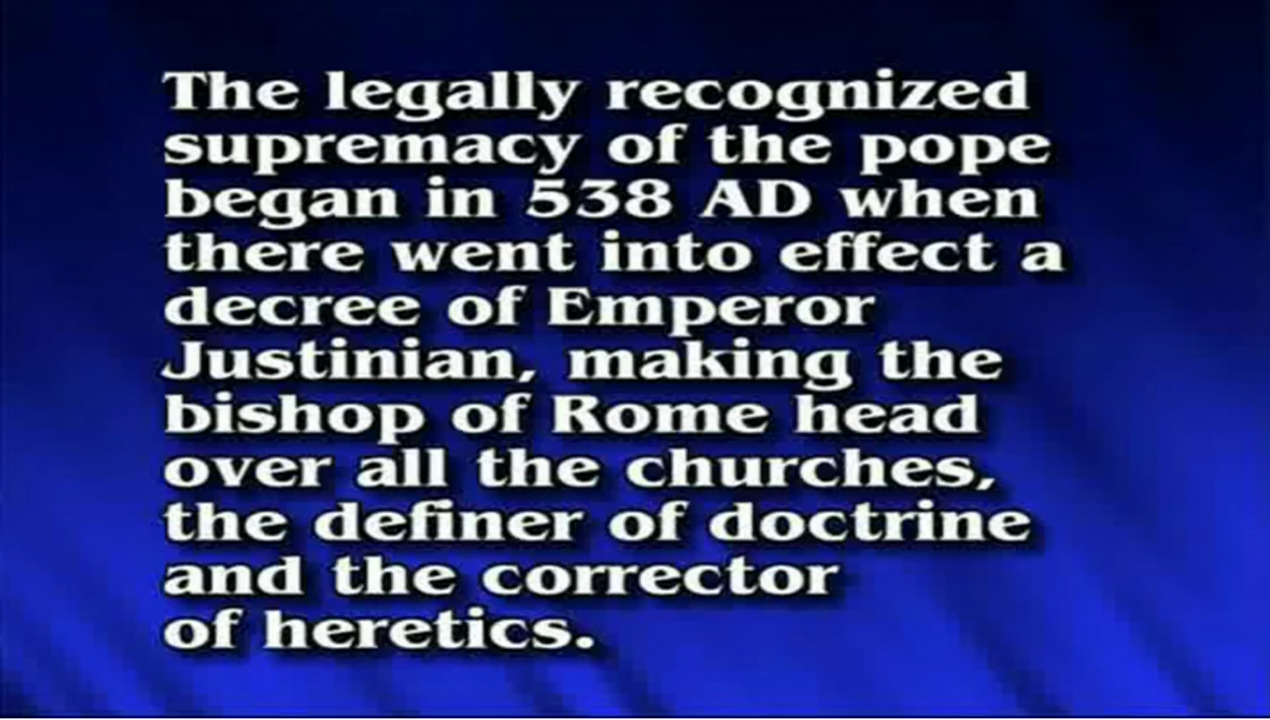 The legally recognized
supremacy of the pope
began in 538 AD when
there went into effect a
decree of Emperor
Justinian, making the
bishop of Rome head
over all the churches,
the definer of doctrine
and the corrector
of heretics.